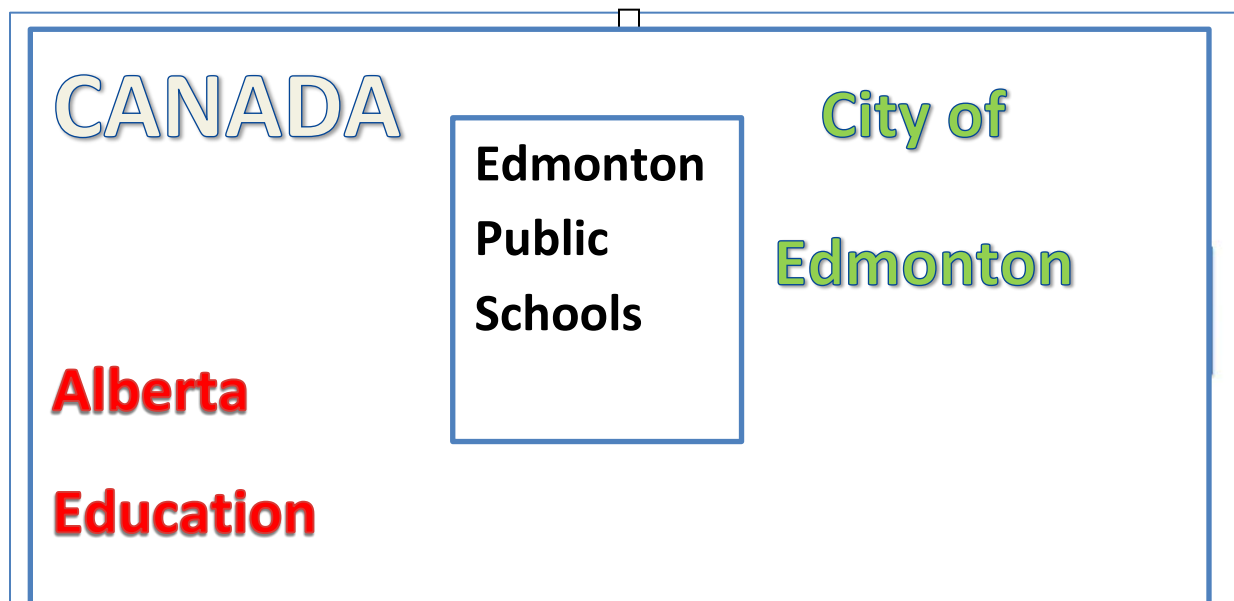 CANADA
Edmonton
Public
Schools
City of
Edmonton
Alberta
Education